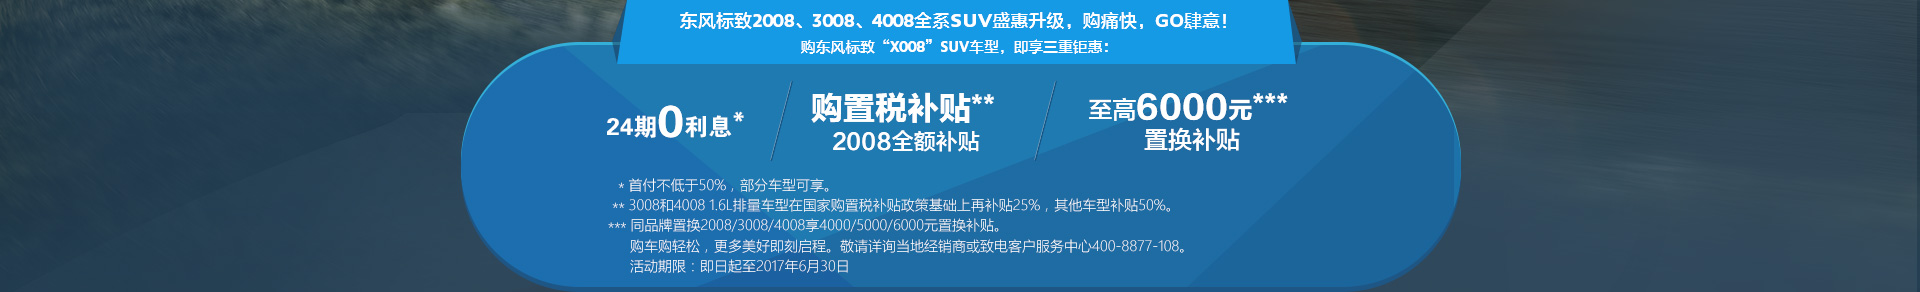 东风标致2008、3008、4008全系SUV盛惠升级，购痛快，GO肆意！
购东风标致“X008”SUV车型，即享三重钜惠：
24期0利息*
购置税补贴**
2008全额补贴
至高6000元***
置换补贴
* 首付不低于50%，部分车型可享。
** 3008和4008 1.6L排量车型在国家购置税补贴政策基础上再补贴25%，其他车型补贴50%。
*** 同品牌置换2008/3008/4008享4000/5000/6000元置换补贴。
购车购轻松，更多美好即刻启程。敬请详询当地经销商或致电客户服务中心400-8877-108。
活动期限：即日起至2017年6月30日